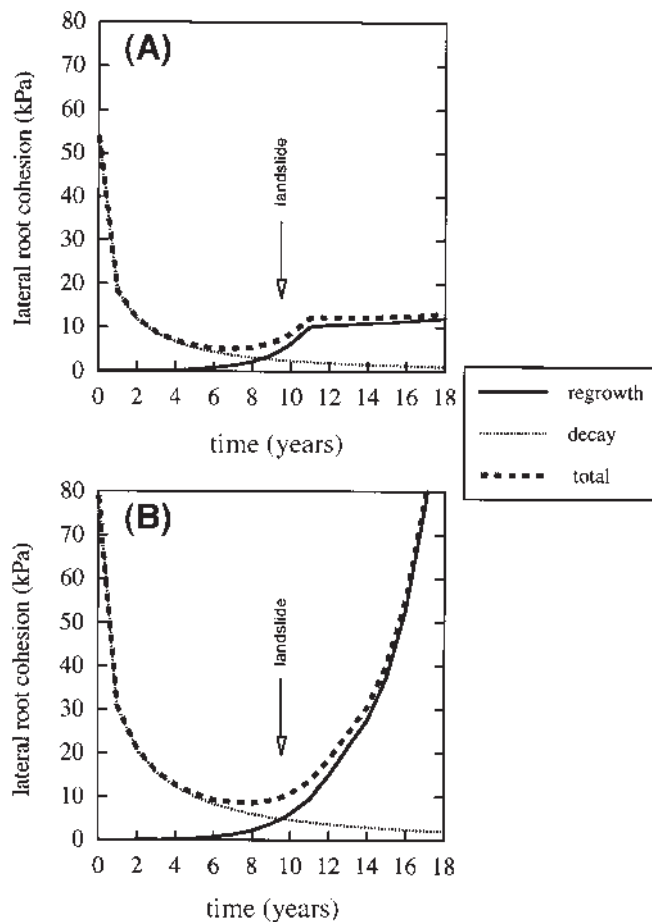 80
(A)
70
60
50
40
30
20
10
0
lateral root cohesion (kPa)
landslide
0 2 4 6 8 10 12 14 16 18
time (years)
regrowth
decay
total
80
(B)
70
60
50
40
30
20
10
0
lateral root cohesion (kPa)
landslide
0 2 4 6 8 10 12 14 16 18
time (years)